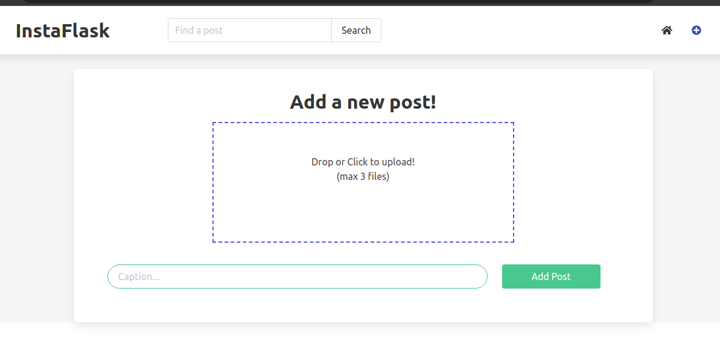 InstaFlask
Find a post
Search
Add a new post!
Drop or Click to upload!
(max 3 files)
Caption...
Add Post